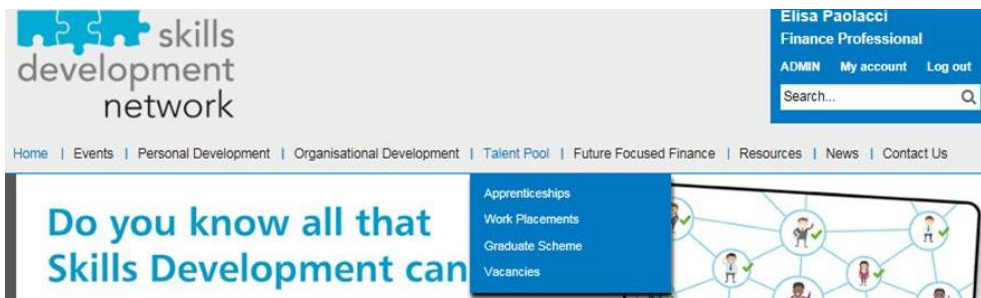 skills
development
network
Elisa Paolacci
Finance Professional
ADMIN My account Log out
Search...
Home | Events | Personal Development | Organisational Development | Talent Pool | Future Focused Finance | Resources | News | Contact Us
Apprenticeships
Work Placements
Graduate Scheme
Vacancies
Do you know all that
Skills Development can